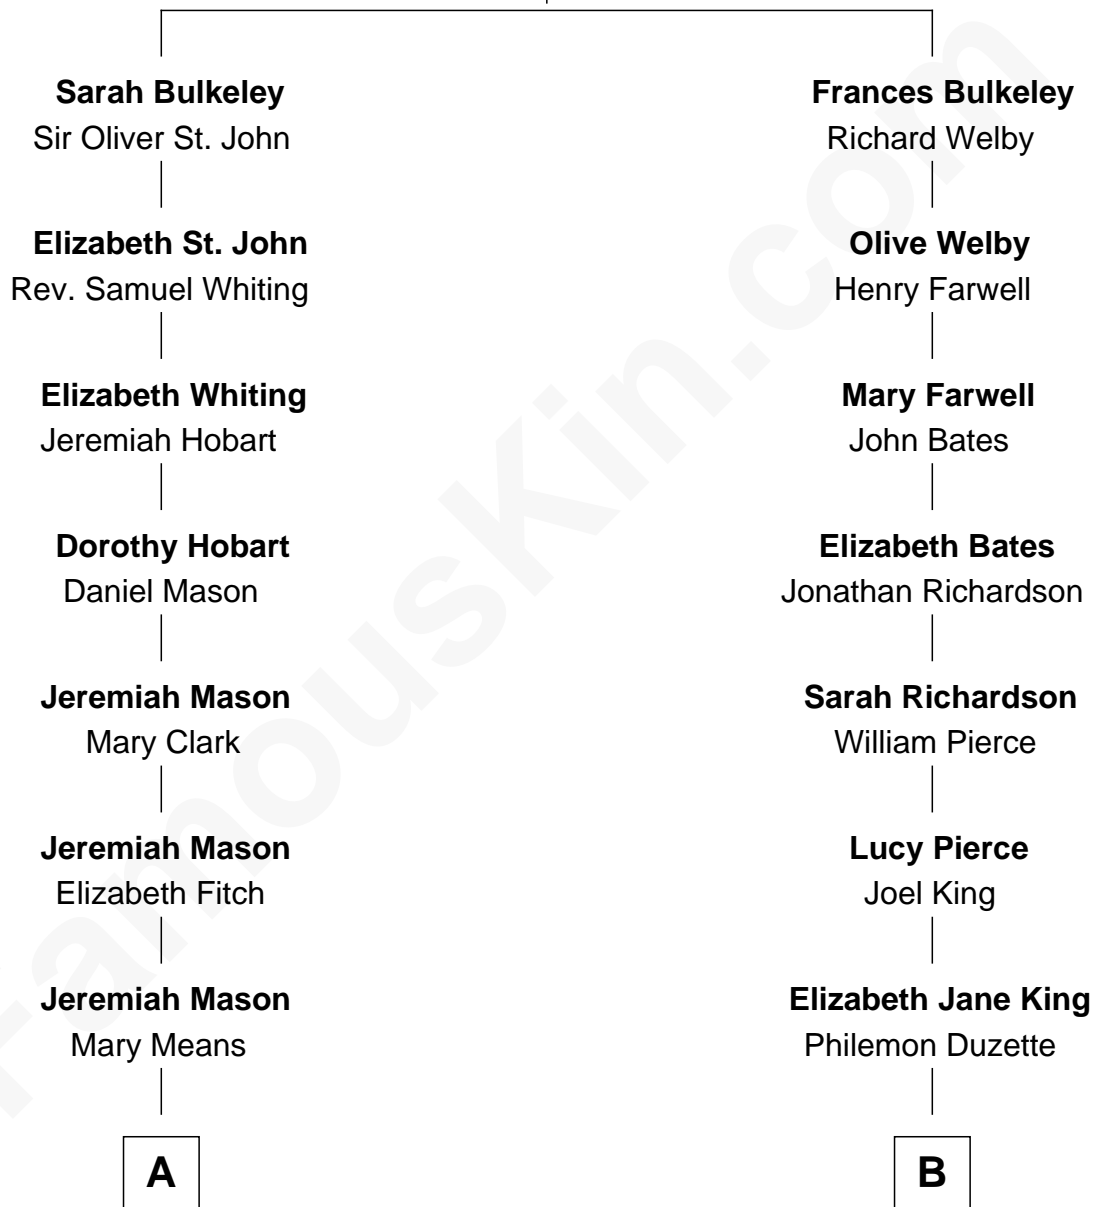 Sarah Bulkeley
Sir Oliver St. John
Elizabeth St. John
Rev. Samuel Whiting
Elizabeth Whiting
Jeremiah Hobart
Dorothy Hobart
Daniel Mason
Jeremiah Mason
Mary Clark
Jeremiah Mason
Elizabeth Fitch
Jeremiah Mason
Mary Means
A
Frances Bulkeley
Richard Welby
Olive Welby
Henry Farwell
Mary Farwell
John Bates
Elizabeth Bates
Jonathan Richardson
Sarah Richardson
William Pierce
Lucy Pierce
Joel King
Elizabeth Jane King
Philemon Duzette
B
FamousKin.com